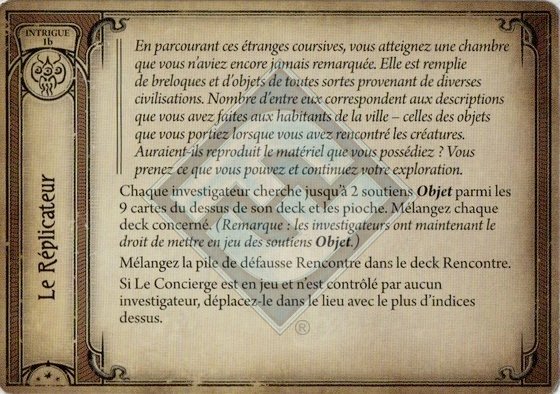 INTRIGUE
1b
Le Réplicateur
En parcourant ces étranges coursives, vous atteignez une chambre
que vous n'aviez encore jamais remarquée. Elle est remplie
de breloques et d'objets de toutes sortes provenant de diverses
civilisations. Nombre d'entre eux correspondent aux descriptions
que vous avez faites aux habitants de la ville – celles des objets
que vous portiez lorsque vous avez rencontré les créatures.
Auraient-ils reproduit le matériel que vous possédiez ? Vous
prenez ce que vous pouvez et continuez votre exploration.
Chaque investigateur cherche jusqu'à 2 soutiens Objet parmi les
9 cartes du dessus de son deck et les pioche. Mélangez chaque
deck concerné. (Remarque : les investigateurs ont maintenant le
droit de mettre en jeu des soutiens Objet.)
Mélangez la pile de défausse Rencontre dans le deck Rencontre.
Si Le Concierge est en jeu et n'est contrôlé par aucun
investigateur, déplacez-le dans le lieu avec le plus d'indices
dessus.
®